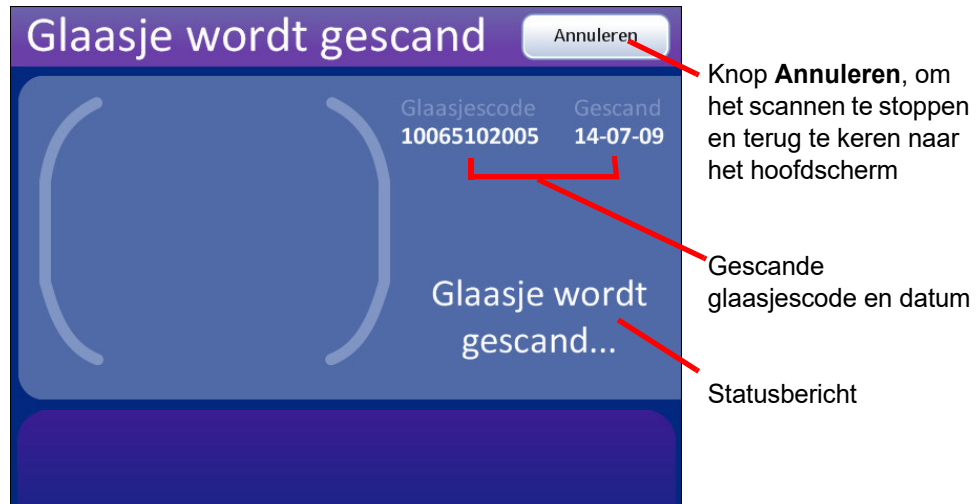 Glaasje wordt gescand
Annuleren
Glaasjescode Gescand
10065102005 14-07-09
Glaasje wordt
gescand...
Knop Annuleren, om
het scannen te stoppen
en terug te keren naar
het hoofdscherm
Gescande
glaasjescode en datum
Statusbericht